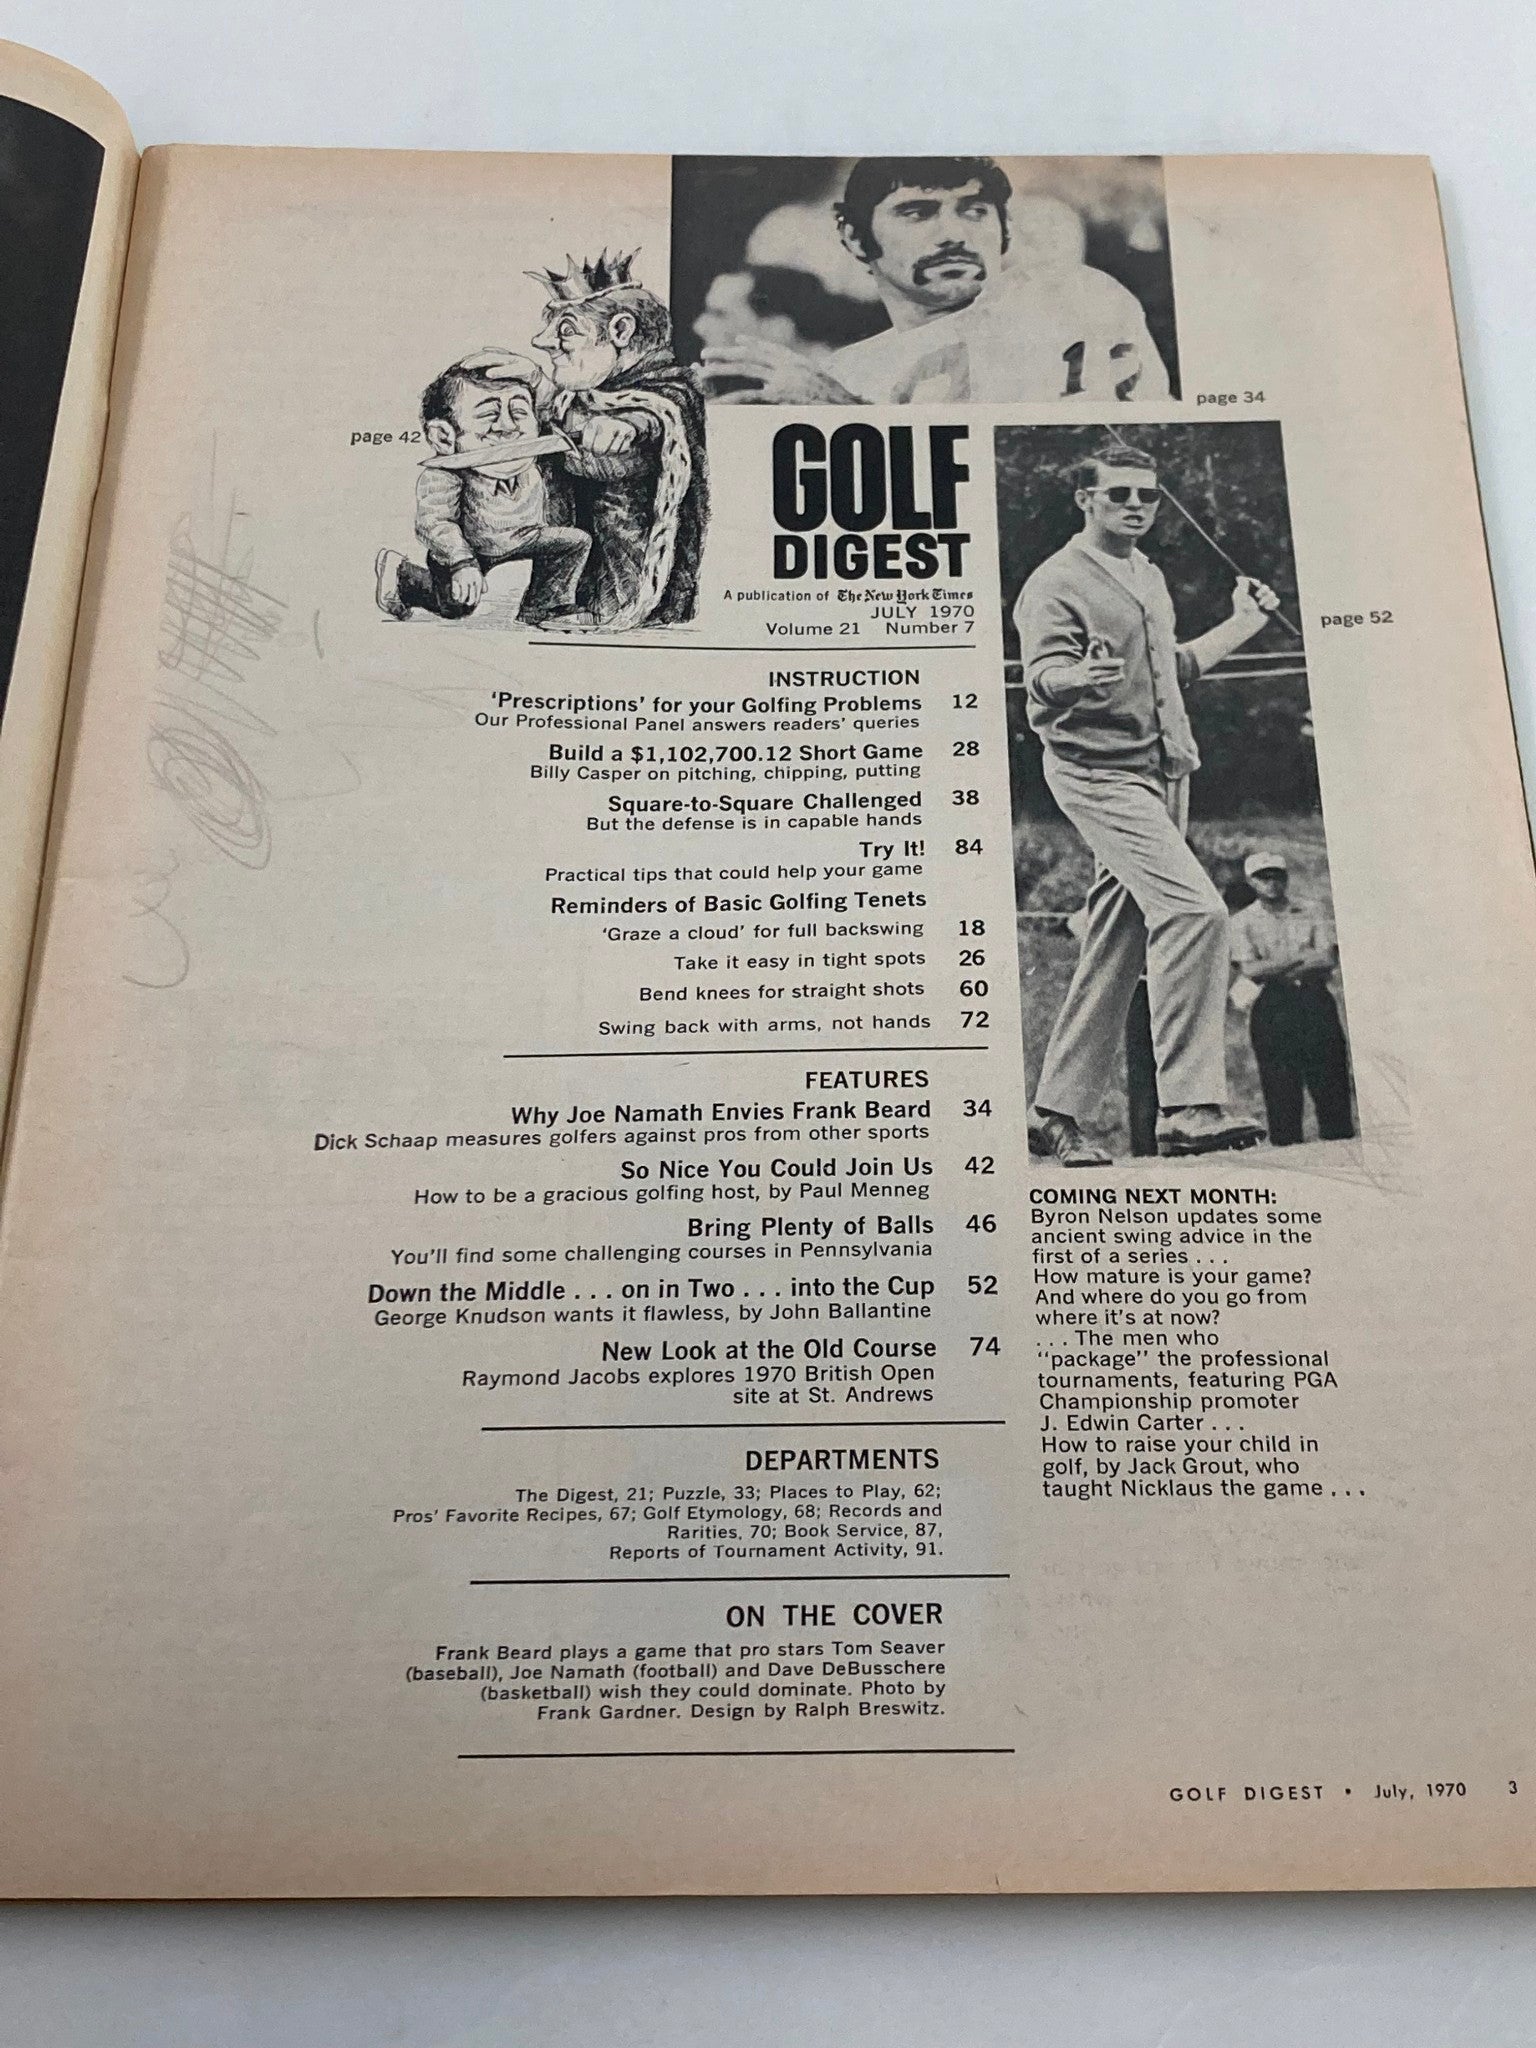 12
page 34
page 42
GOLF
DIGEST
A publication of The New York Times
JULY 1970
Volume 21 Number 7
page 52
INSTRUCTION
‘Prescriptions’ for your Golfing Problems 12
Our Professional Panel answers readers’ queries
Build a $1,102,700.12 Short Game 28
Billy Casper on pitching, chipping, putting
Square-to-Square Challenged 38
But the defense is in capable hands
Try It! 84
Practical tips that could help your game
Reminders of Basic Golfing Tenets
‘Graze a cloud’ for full backswing 18
Take it easy in tight spots 26
Bend knees for straight shots 60
Swing back with arms, not hands 72
FEATURES
Why Joe Namath Envies Frank Beard 34
Dick Schaap measures golfers against pros from other sports
So Nice You Could Join Us 42
How to be a gracious golfing host, by Paul Menneg
Bring Plenty of Balls 46
You’ll find some challenging courses in Pennsylvania
Down the Middle . . . on in Two . . . into the Cup 52
George Knudson wants it flawless, by John Ballantine
New Look at the Old Course 74
Raymond Jacobs explores 1970 British Open
site at St. Andrews
DEPARTMENTS
The Digest, 21; Puzzle, 33; Places to Play, 62;
Pros’ Favorite Recipes, 67; Golf Etymology, 68; Records and
Rarities, 70; Book Service, 87,
Reports of Tournament Activity, 91.
ON THE COVER
Frank Beard plays a game that pro stars Tom Seaver
(baseball), Joe Namath (football) and Dave DeBusschere
(basketball) wish they could dominate. Photo by
Frank Gardner. Design by Ralph Breswitz.
COMING NEXT MONTH:
Byron Nelson updates some
ancient swing advice in the
first of a series . . .
How mature is your game?
And where do you go from
where it’s at now?
. . . The men who
“package” the professional
tournaments, featuring PGA
Championship promoter
J. Edwin Carter . . .
How to raise your child in
golf, by Jack Grout, who
taught Nicklaus the game . . .
GOLF DIGEST • July, 1970 3